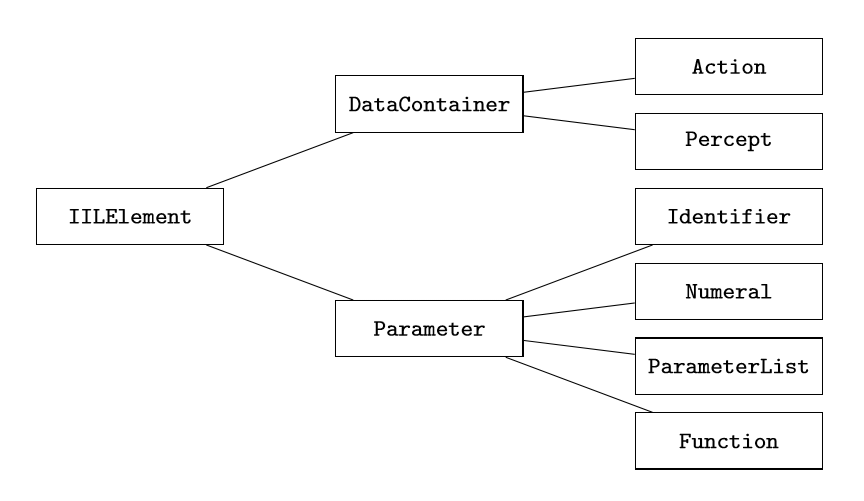 IILElement
DataContainer
Parameter
Action
Percept
Identifier
Numeral
ParameterList
Function